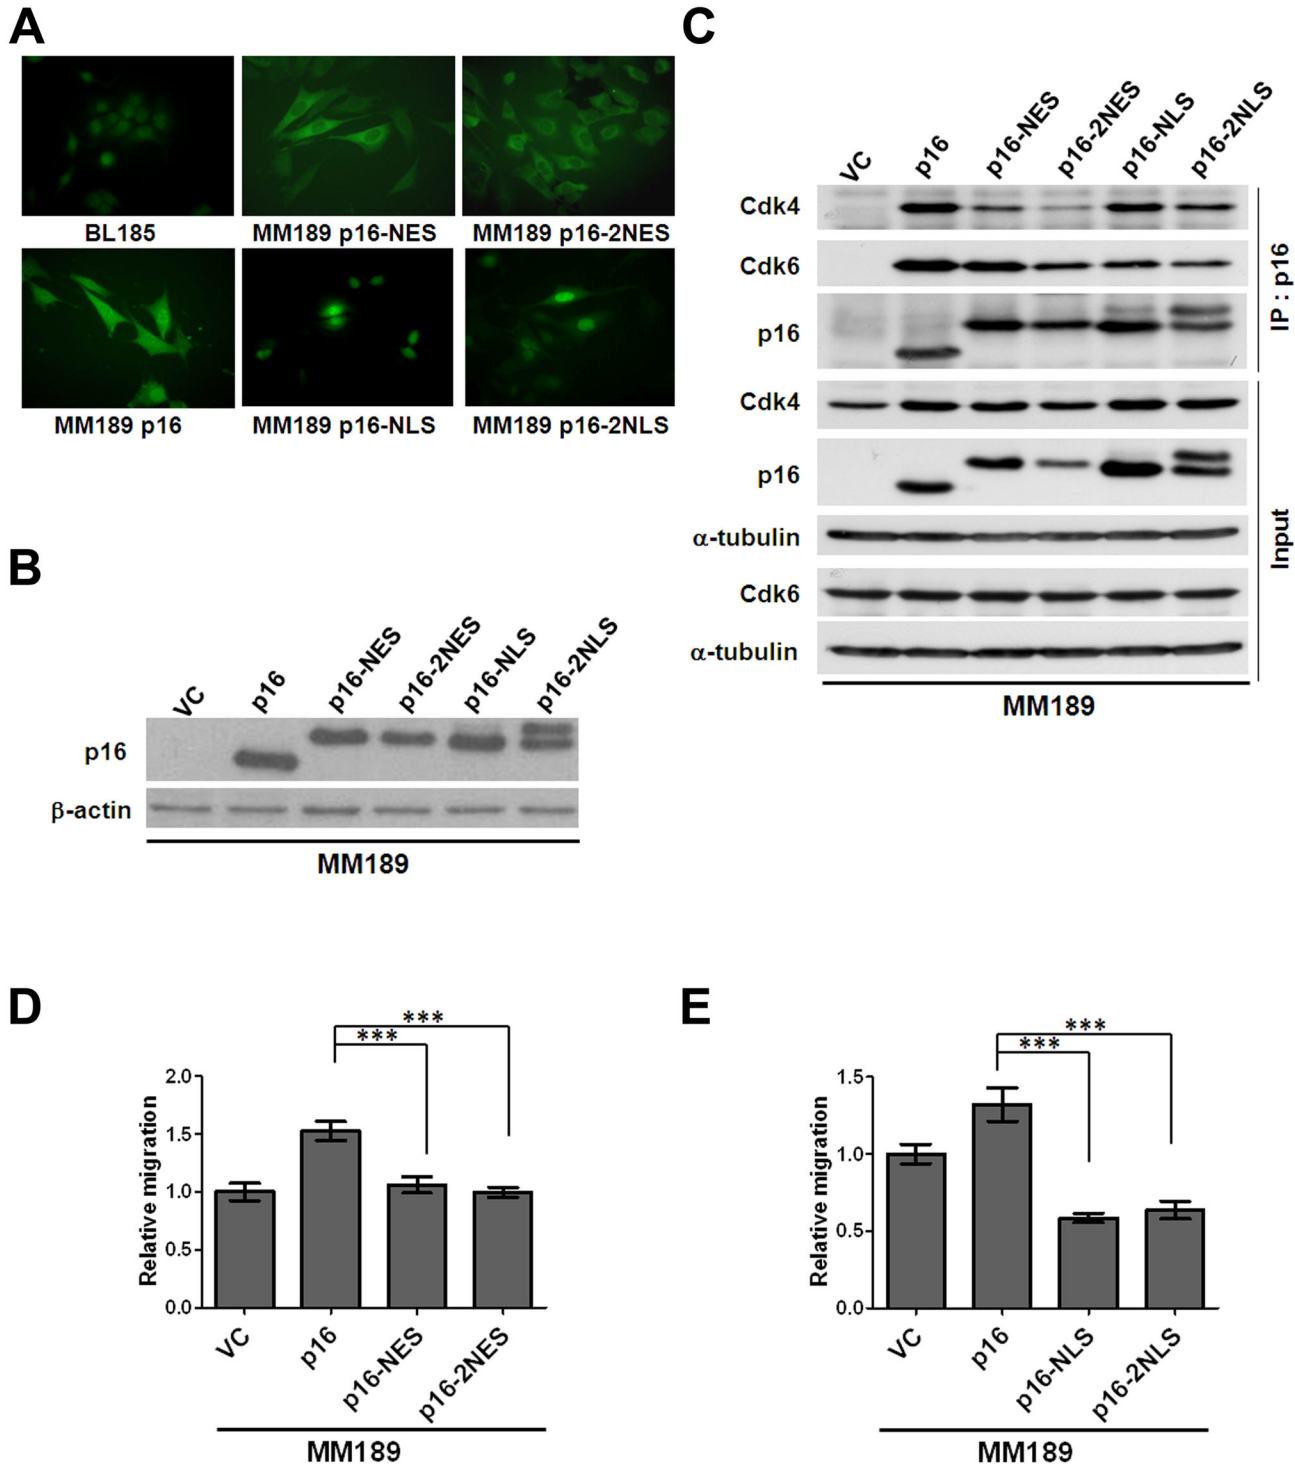 A
BL185
MM189 p16-NES
MM189 p16-2NES
MM189 p16
MM189 p16-NLS
MM189 p16-2NLS
B
VC
p16
p16-NES
p16-2NES
p16-NLS
p16-2NLS
p16
β-actin
MM189
C
VC
p16
p16-NES
p16-2NES
p16-NLS
p16-2NLS
Cdk4
Cdk6
p16
IP : p16
Cdk4
p16
α-tubulin
Cdk6
α-tubulin
Input
MM189
D
***
***
Relative migration
2.0
1.5
1.0
0.5
0.0
VC
p16
p16-NES
p16-2NES
MM189
E
***
***
Relative migration
1.5
1.0
0.5
0.0
VC
p16
p16-NLS
p16-2NLS
MM189